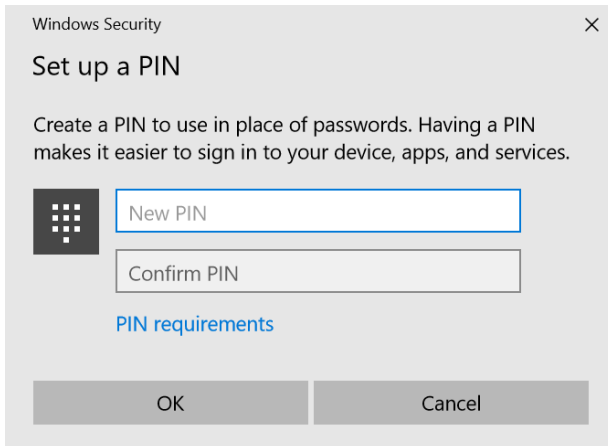 Windows Security
Set up a PIN
Create a PIN to use in place of passwords. Having a PIN
makes it easier to sign in to your device, apps, and services.
New PIN
Confirm PIN
PIN requirements
OK
Cancel